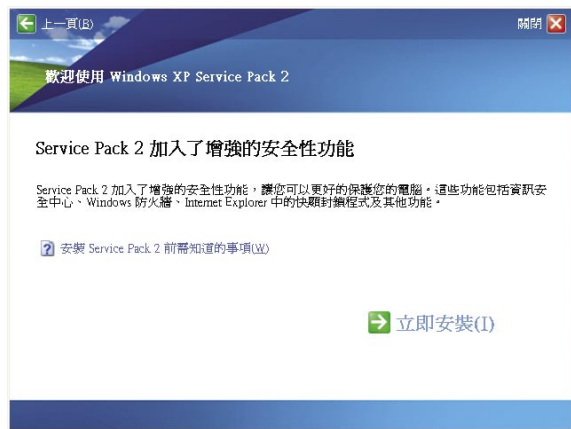 上一頁(B)
關閉
歡迎使用 Windows XP Service Pack 2
Service Pack 2 加入了增強的安全性功能
Service Pack 2 加入了增強的安全性功能，讓您可以更好的保護您的電腦。這些功能包括資訊安
全中心、Windows 防火牆、Internet Explorer 中的快顯封鎖程式及其他功能。
安裝 Service Pack 2 前需知道的事項(W)
立即安裝(I)